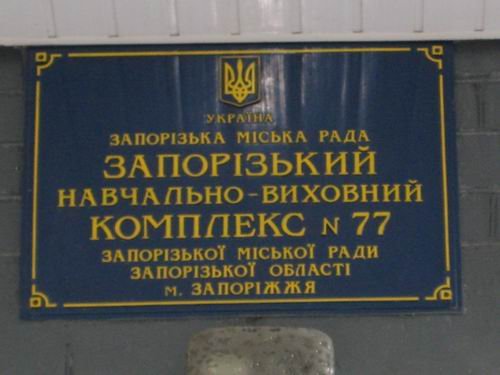 УКРАЇНА
ЗАПОРІЗЬКА МІСЬКА РАДА
ЗАПОРІЗЬКИЙ
НАВЧАЛЬНО-ВИХОВНИЙ
КОМПЛЕКС N 77
ЗАПОРІЗЬКОЇ МІСЬКОЇ РАДИ
ЗАПОРІЗЬКОЇ ОБЛАСТІ
м. ЗАПОРІЖЖЯ